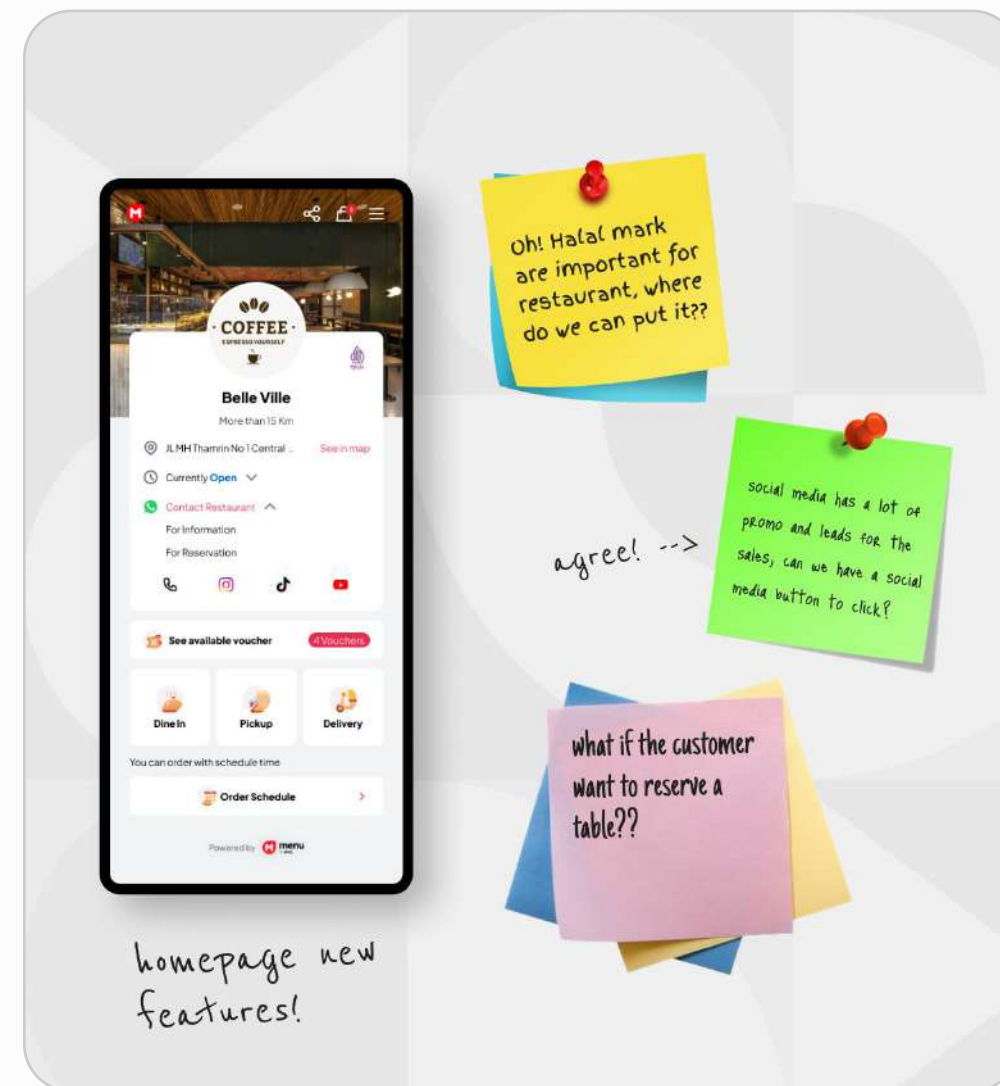 M
COFFEE
ESPRESSO YOURSELF
Belle Ville
More than 15 Km
JL MH Thamrin No 1 Central ..
See in map
Currently Open
Contact Restaurant
For Information
For Reservation
See available voucher
4 Vouchers
Dine In
Pickup
Delivery
You can order with schedule time
Order Schedule
Powered by
menu
homepage new
features!
Oh! Halal mark
are important for
restaurant, where
do we can put it??
agree! -->
social media has a lot of
promo and leads for the
sales, can we have a social
media button to click?
what if the customer
want to reserve a
table??